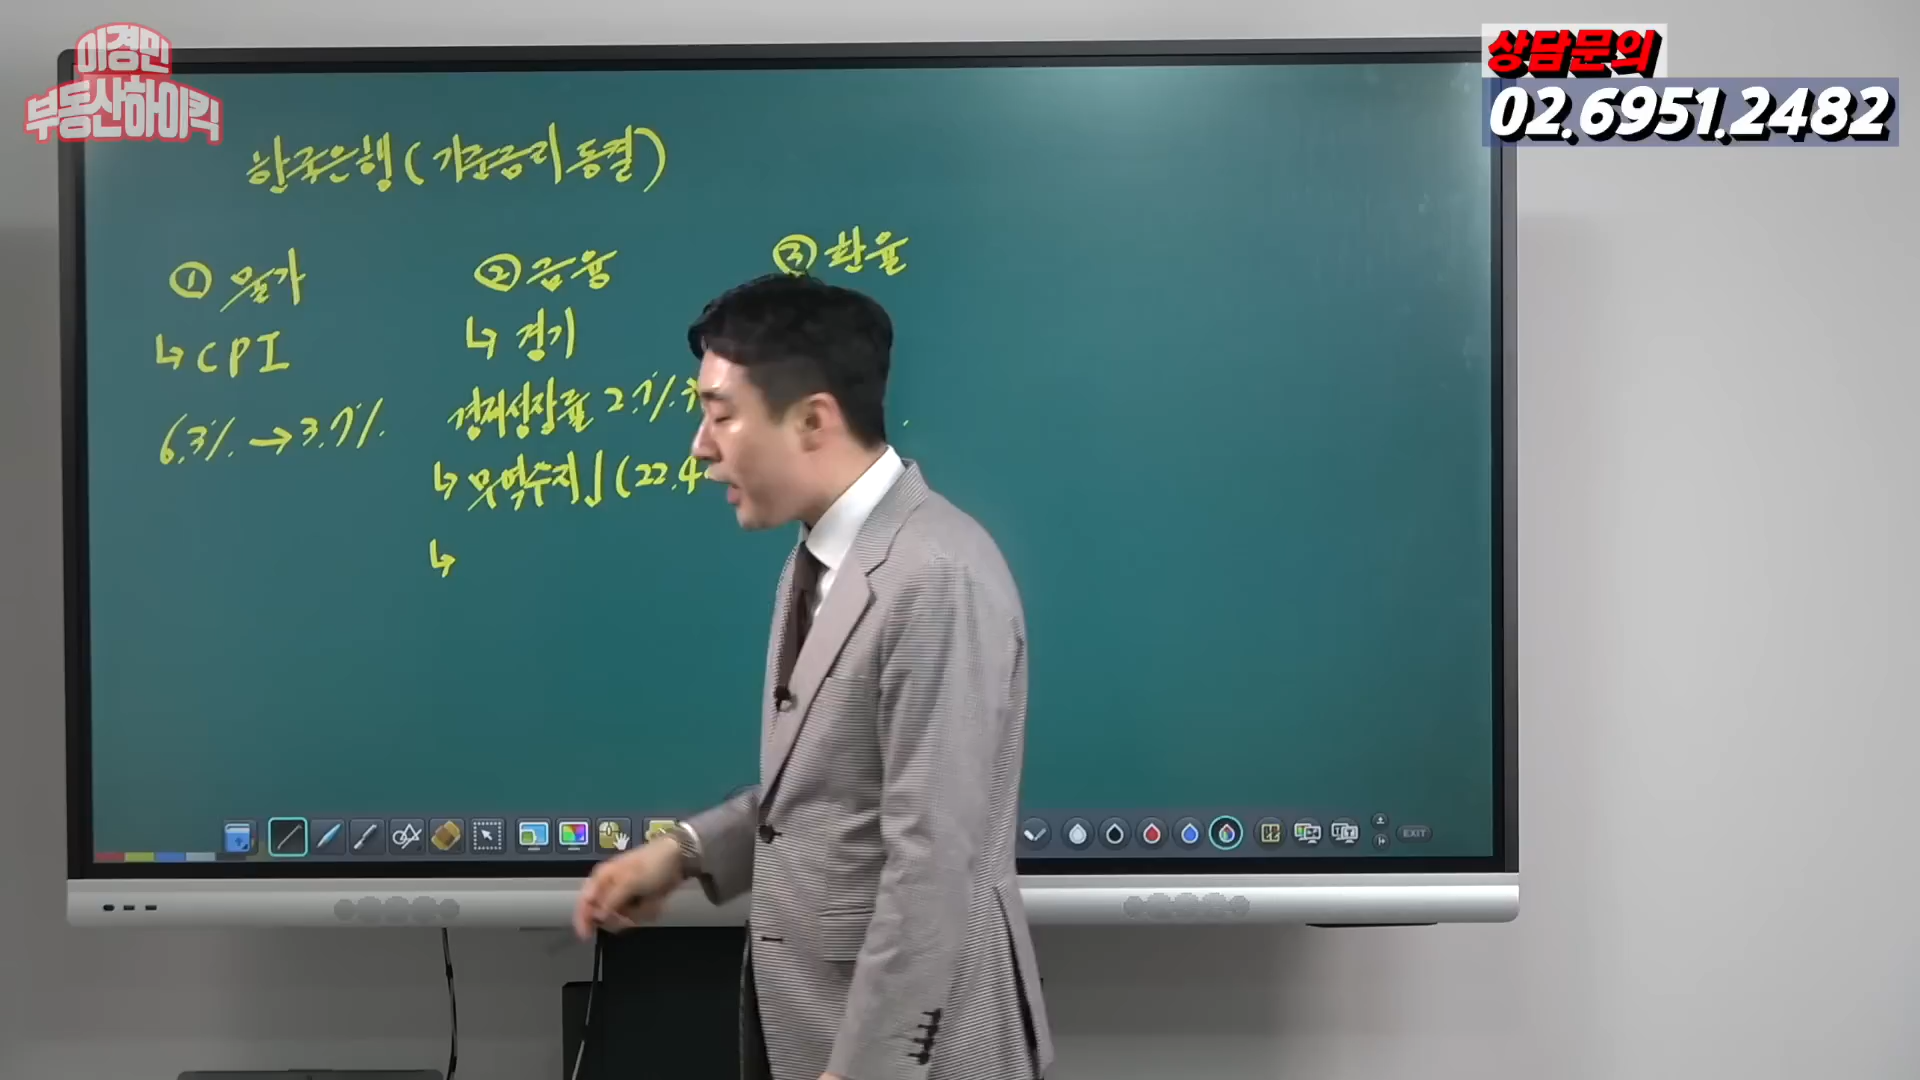 이경민
부동산하이킥
상담문의
02.6951.2482
한국은행(기준금리 동결)
① 물가
↳ CPI
6.3% → 3.7%
② 금융
↳ 경기
경제성장률 2.1%
↳ 무역수지↓(22.4
↳
③ 환율
EXIT